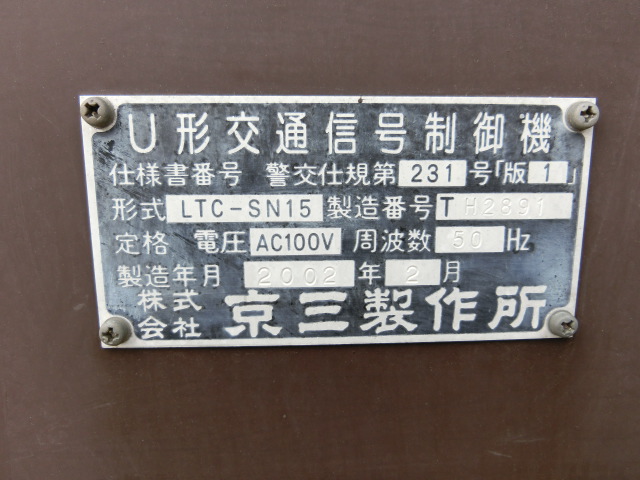 U形交通信号制御機
仕様書番号 警交仕規第 231 号「版 1 」
形式 LTC-SN15 製造番号 T H2891
定格 電圧 AC100V 周波数 50 Hz
製造年月 2002 年 2 月
株式会社 京三製作所